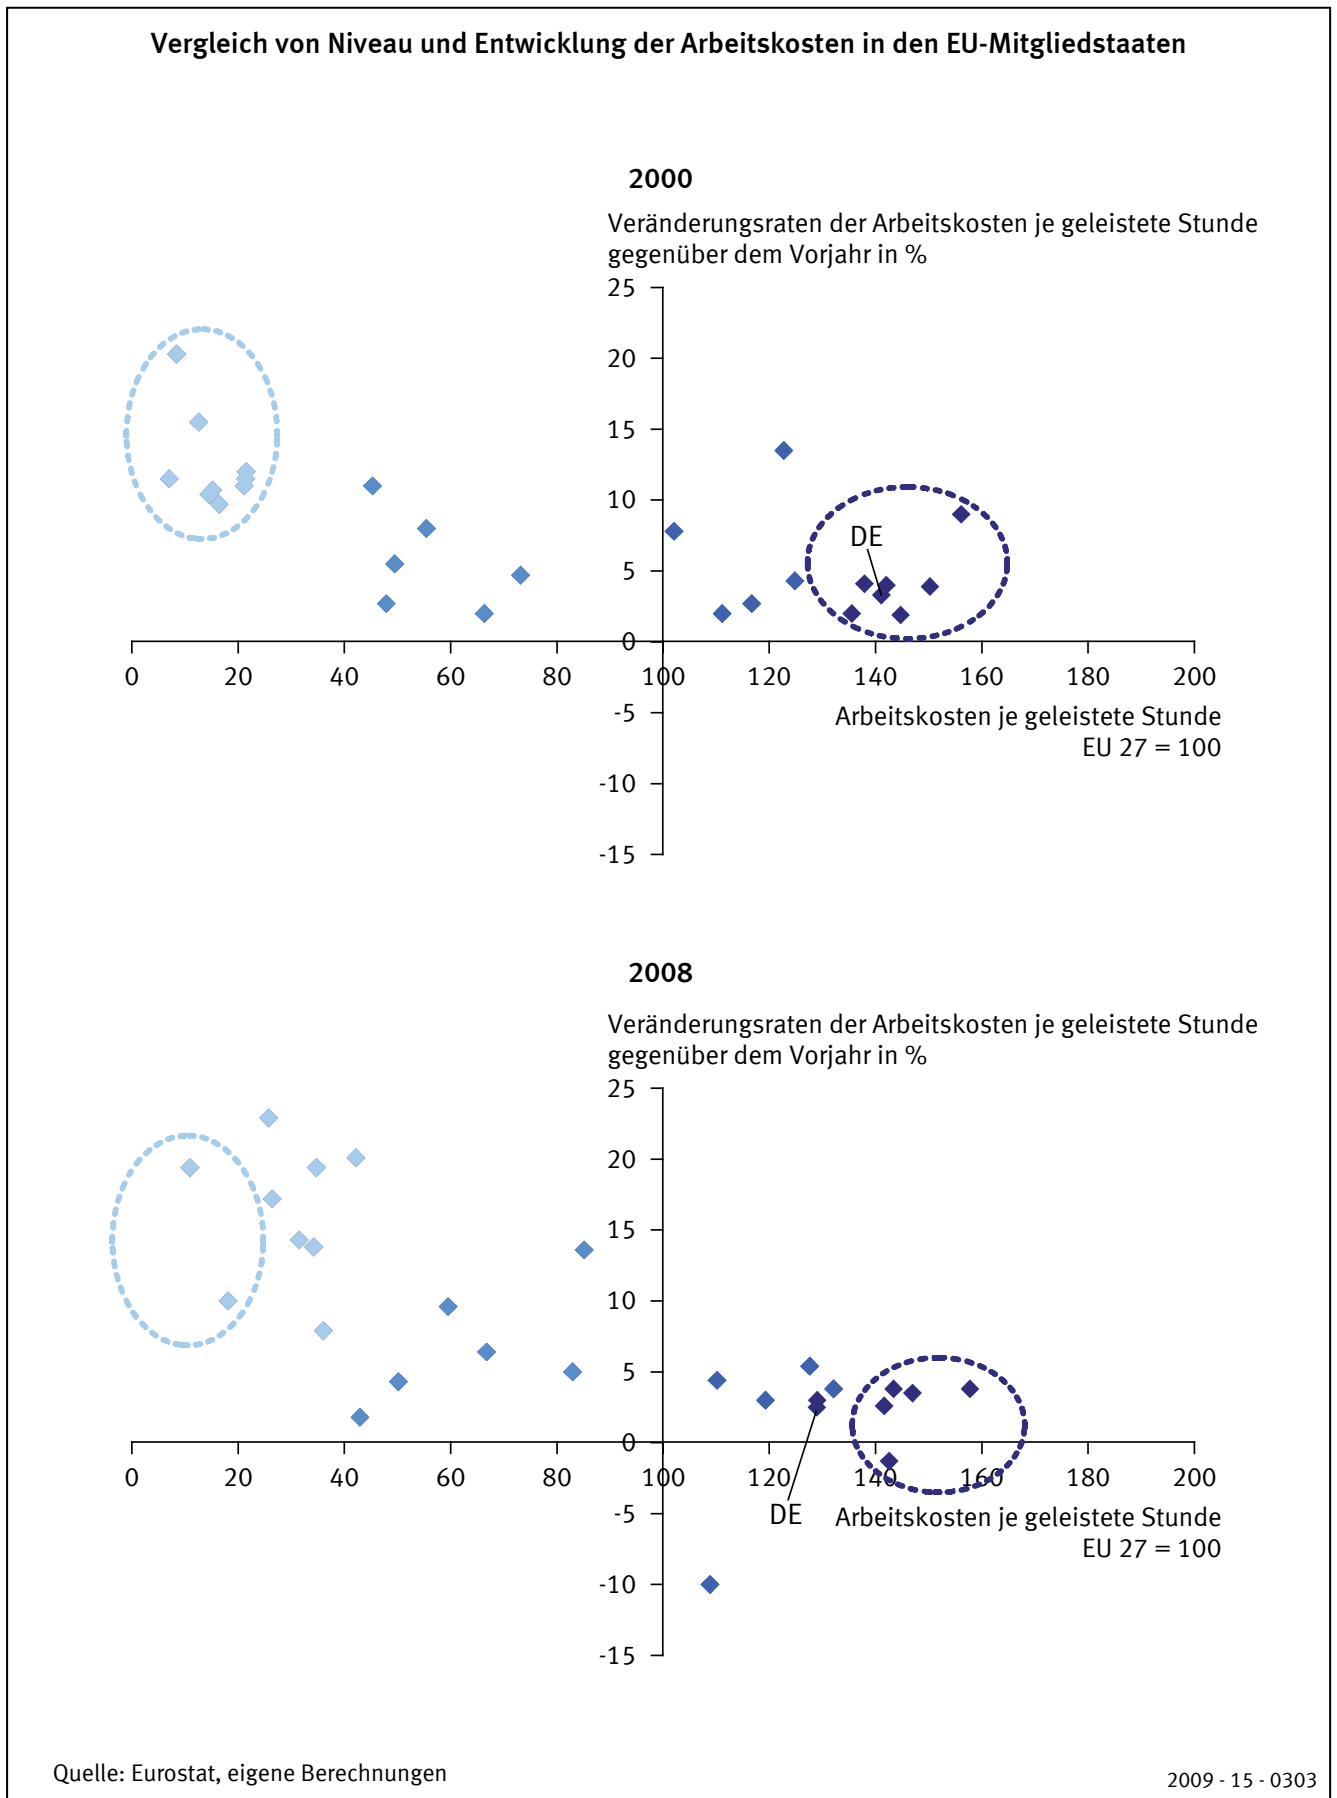 Vergleich von Niveau und Entwicklung der Arbeitskosten in den EU-Mitgliedstaaten
2000
Veränderungsraten der Arbeitskosten je geleistete Stunde
gegenüber dem Vorjahr in %
25
20
15
10
DE
5
0
0 20 40 60 80 100 120 140 160 180 200
-5
Arbeitskosten je geleistete Stunde
EU 27 = 100
-10
-15
2008
Veränderungsraten der Arbeitskosten je geleistete Stunde
gegenüber dem Vorjahr in %
25
20
15
10
5
0
0 20 40 60 80 100 120 140 160 180 200
-5
DE
Arbeitskosten je geleistete Stunde
EU 27 = 100
-10
-15
Quelle: Eurostat, eigene Berechnungen
2009 - 15 - 0303